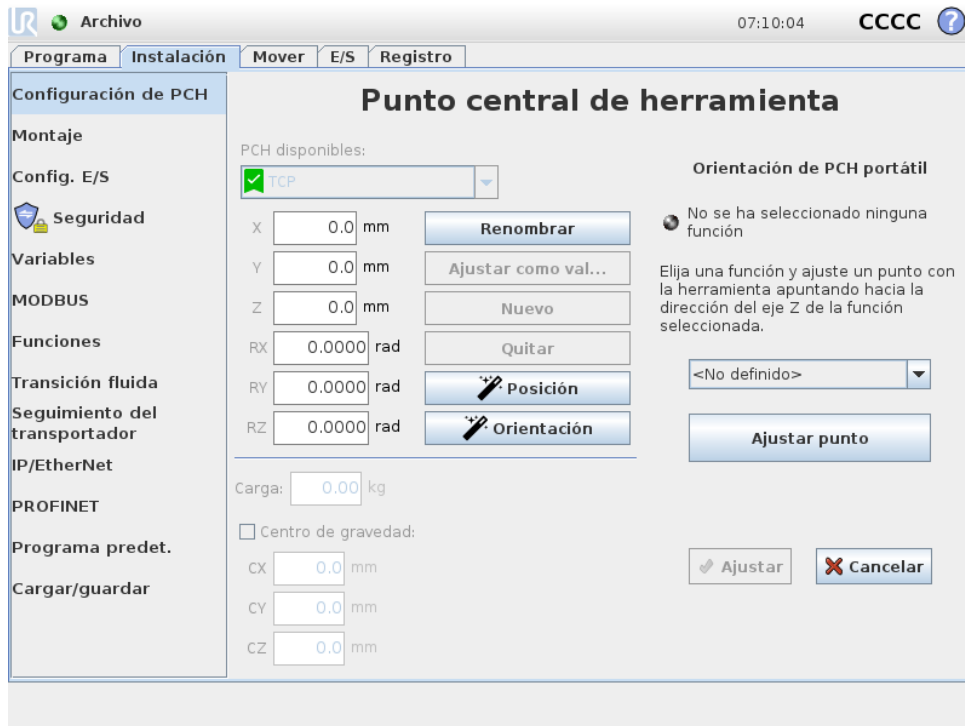 UR Archivo 07:10:04 CCCC ?
Programa Instalación Mover E/S Registro
Configuración de PCH
Montaje
Config. E/S
Seguridad
Variables
MODBUS
Funciones
Transición fluida
Seguimiento del
transportador
IP/EtherNet
PROFINET
Programa predet.
Cargar/guardar
Punto central de herramienta
PCH disponibles:
TCP
X 0.0 mm Renombrar
Y 0.0 mm Ajustar como val...
Z 0.0 mm Nuevo
RX 0.0000 rad Quitar
RY 0.0000 rad Posición
RZ 0.0000 rad Orientación
Carga: 0.00 kg
Centro de gravedad:
CX 0.0 mm
CY 0.0 mm
CZ 0.0 mm
Orientación de PCH portátil
No se ha seleccionado ninguna
función
Elija una función y ajuste un punto con
la herramienta apuntando hacia la
dirección del eje Z de la función
seleccionada.
<No definido>
Ajustar punto
Ajustar Cancelar